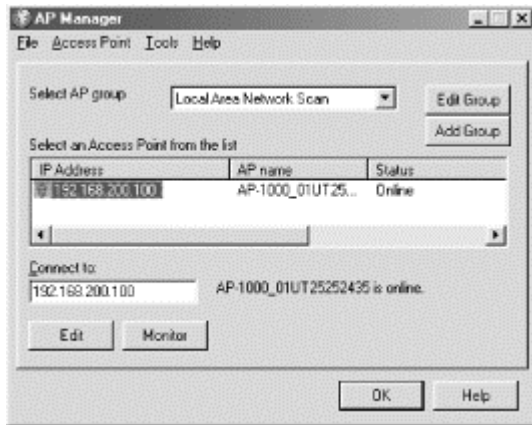 AP Manager
File Access Point Tools Help
Select AP group Local Area Network Scan Edit Group
Add Group
Select an Access Point from the list
IP Address AP name Status
192.168.200.100 AP-1000_01UT25... Online
Connect to:
192.168.200.100 AP-1000_01UT25252435 is online.
Edit Monitor
OK Help